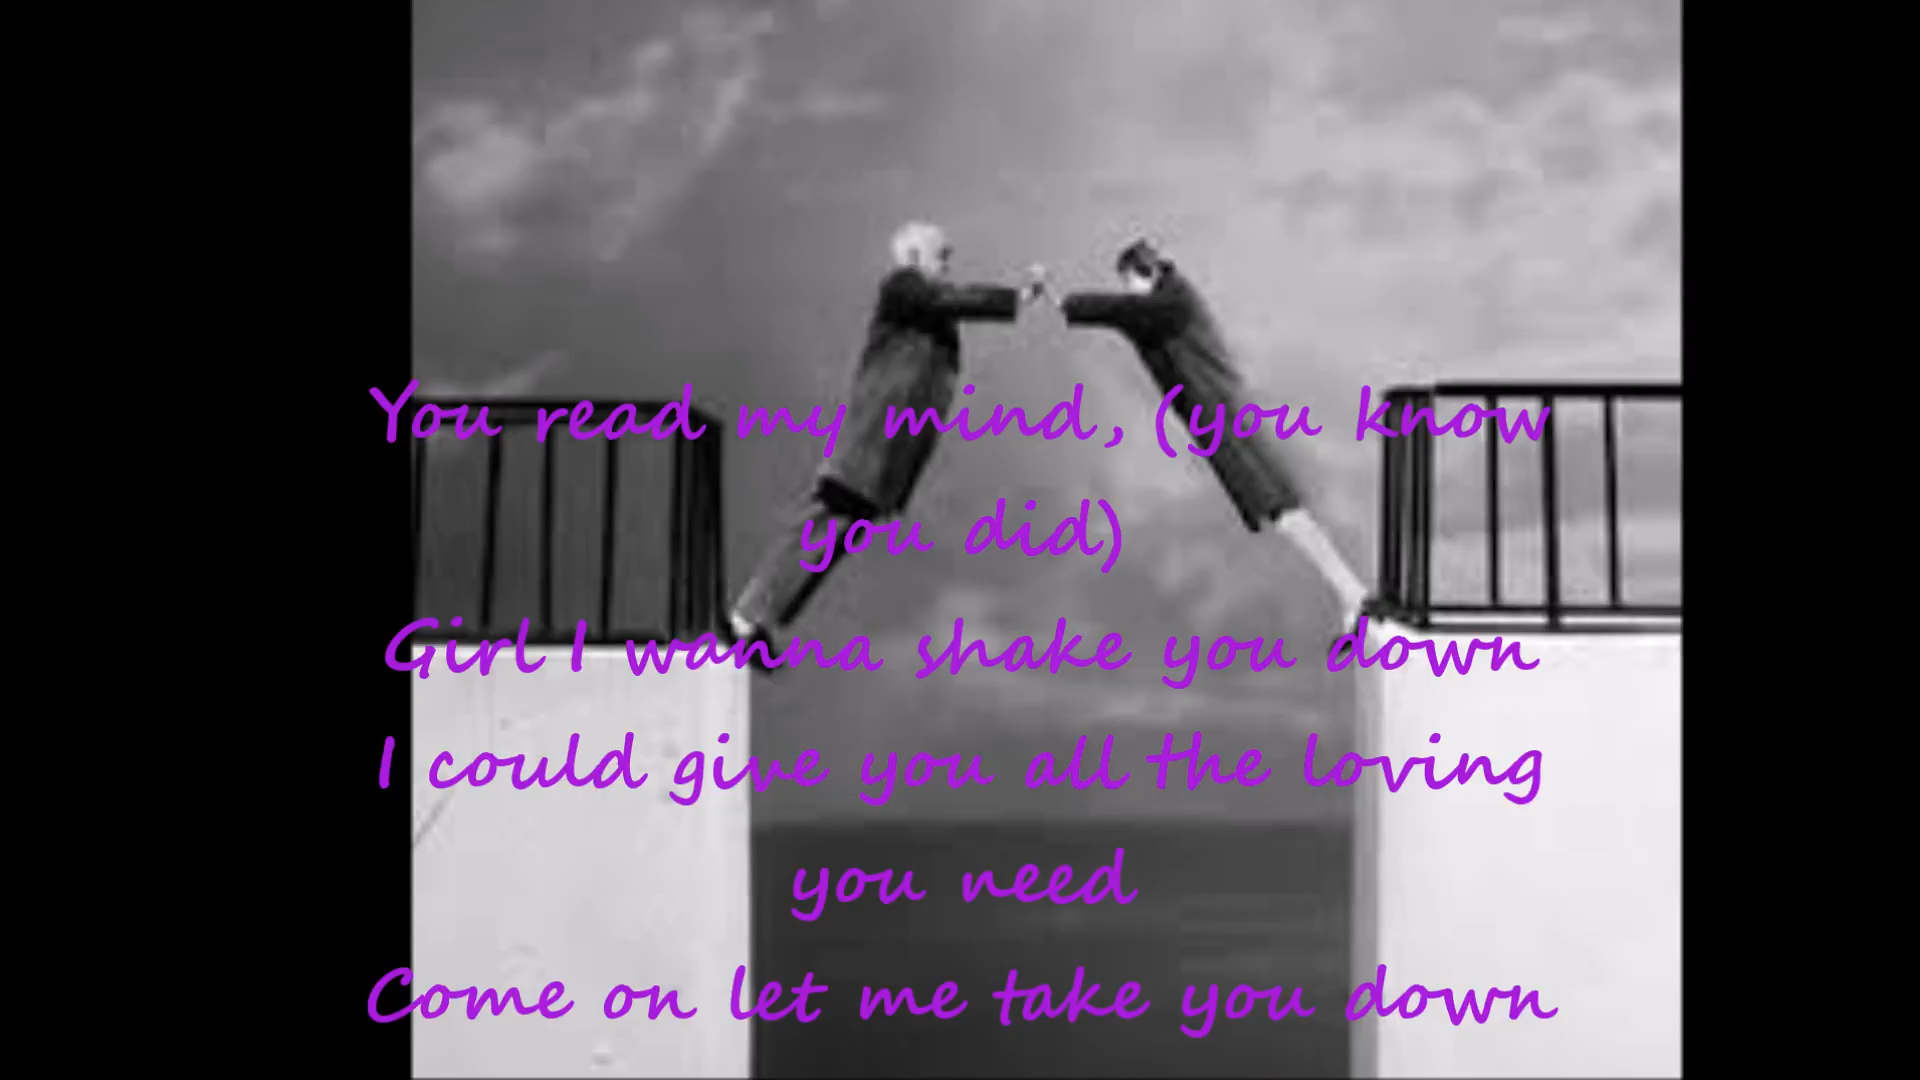 You read my mind, (you know
you did)
Girl I wanna shake you down
I could give you all the loving
you need
Come on let me take you down